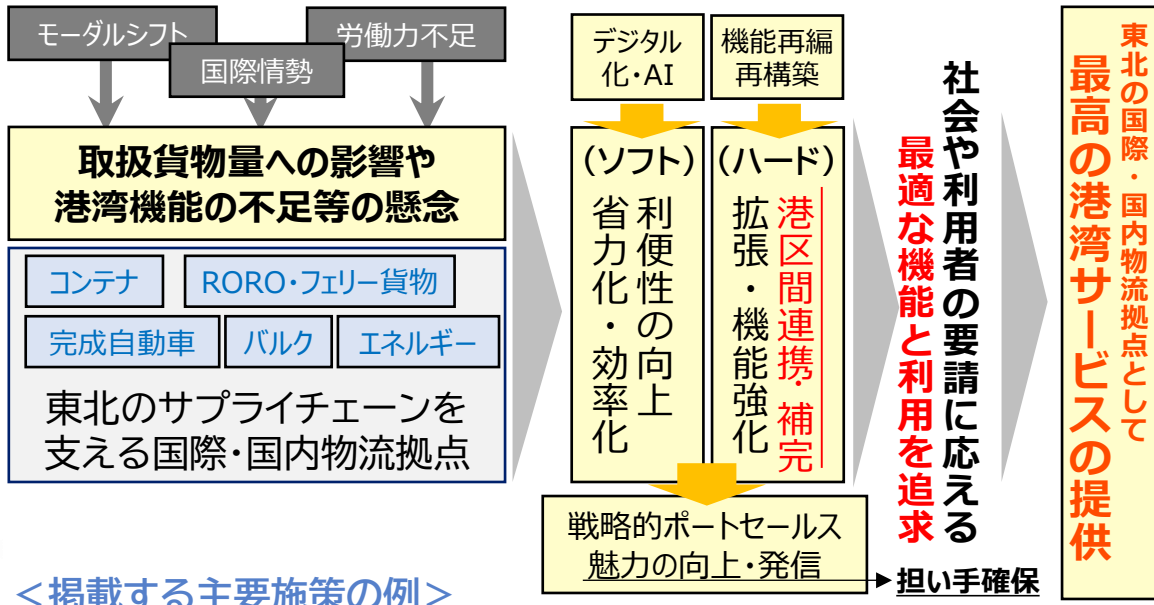 モーダルシフト
国際情勢
労働力不足
取扱貨物量への影響や
港湾機能の不足等の懸念
コンテナ
RORO・フェリー貨物
完成自動車
バルク
エネルギー
東北のサプライチェーンを
支える国際・国内物流拠点
デジタル
化・AI
機能再編
再構築
（ソフト）
利便性の向上
省力化・効率化
（ハード）
港区間連携・補完
拡張・機能強化
戦略的ポートセールス
魅力の向上・発信
担い手確保
社会や利用者の要請に応える
最適な機能と利用を追求
東北の国際・国内物流拠点として
最高の港湾サービスの提供
＜掲載する主要施策の例＞